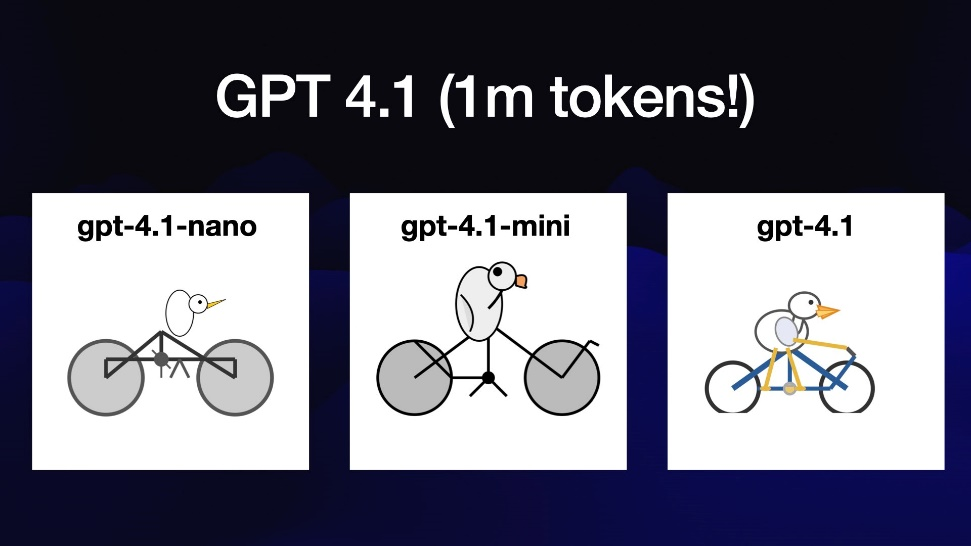 GPT 4.1 (1m tokens!)
gpt-4.1-nano
gpt-4.1-mini
gpt-4.1